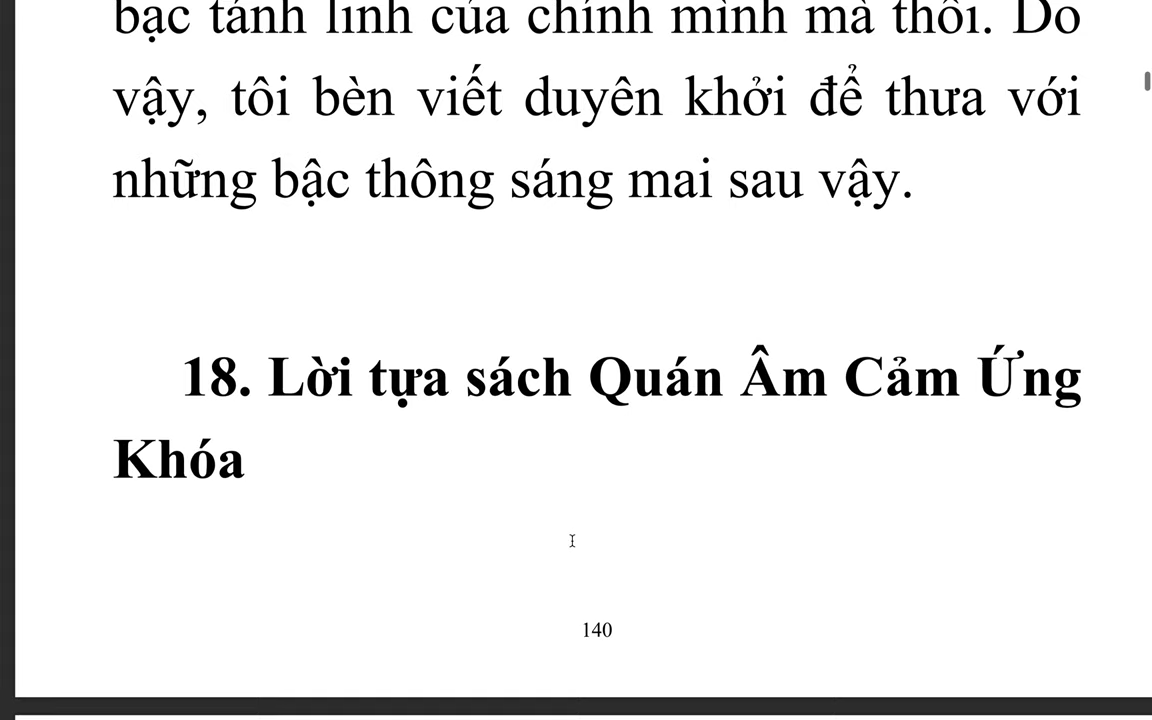 bạc tánh linh của chính mình mà thôi. Do
vậy, tôi bèn viết duyên khởi để thưa với
những bậc thông sáng mai sau vậy.
18. Lời tựa sách Quán Âm Cảm Ứng
Khóa
140